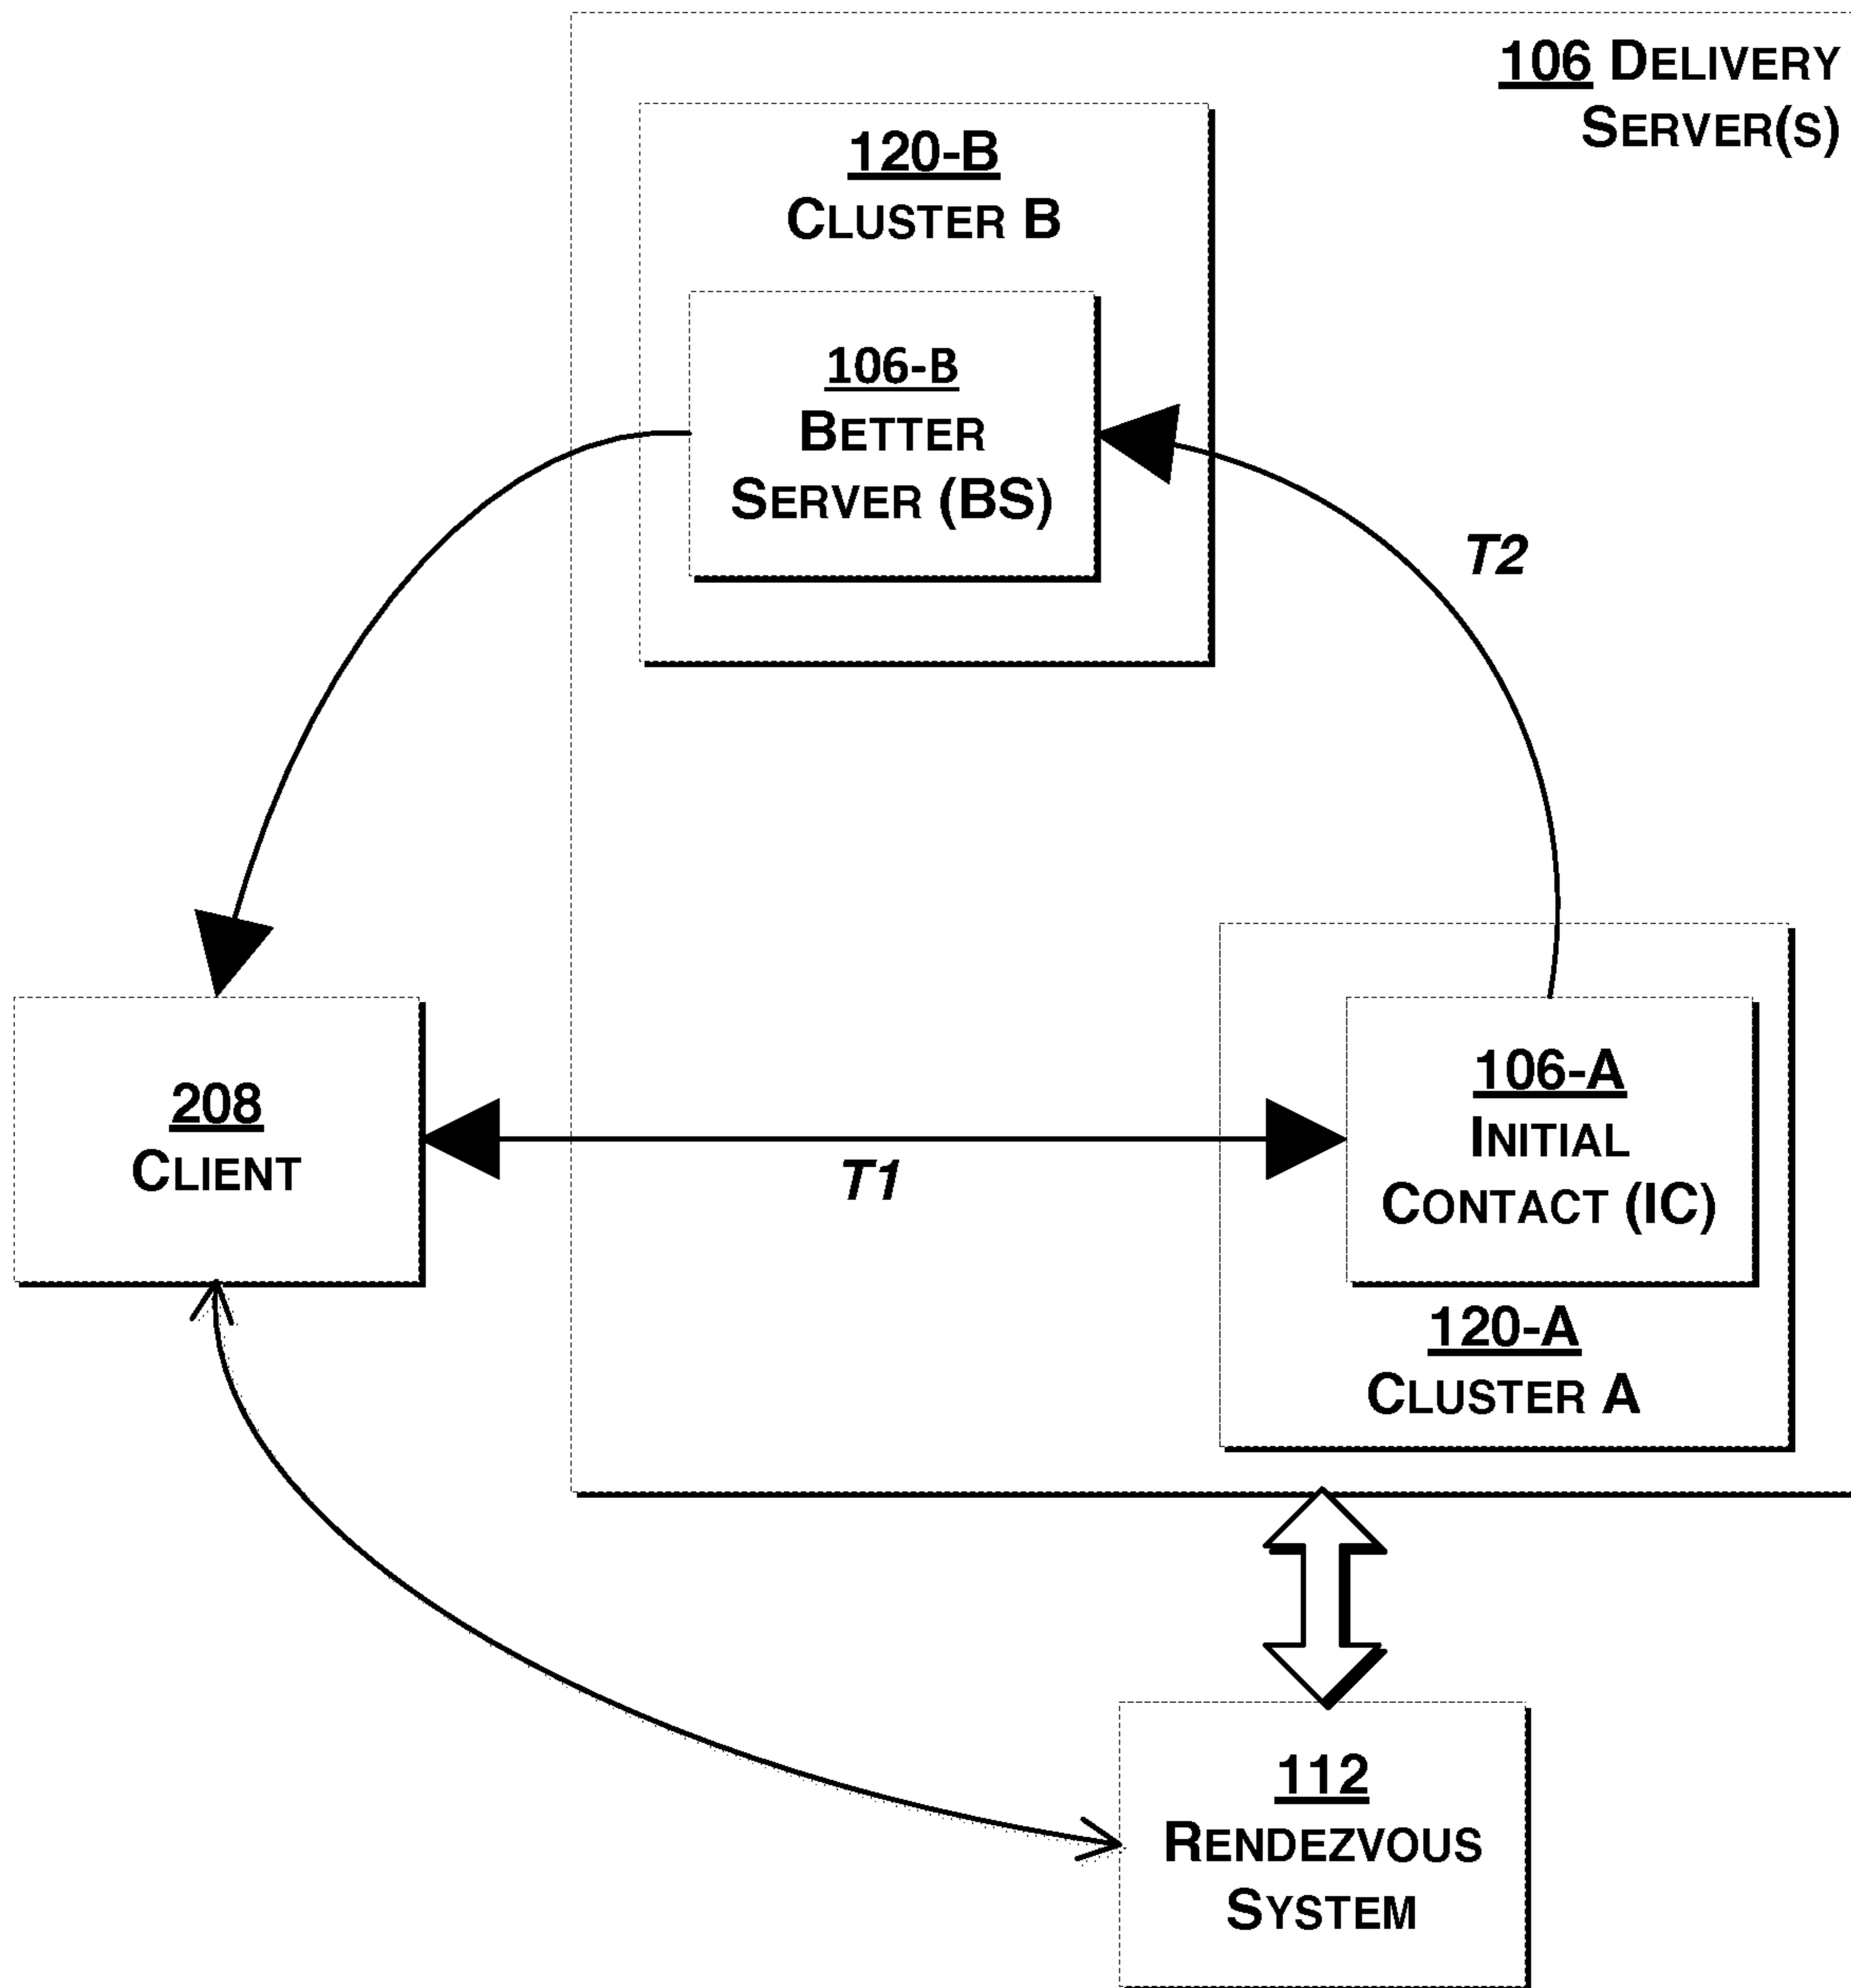 106 DELIVERY
SERVER(S)
120-B
CLUSTER B
106-B
BETTER
SERVER (BS)
T2
208
CLIENT
T1
106-A
INITIAL
CONTACT (IC)
120-A
CLUSTER A
112
RENDEZVOUS
SYSTEM